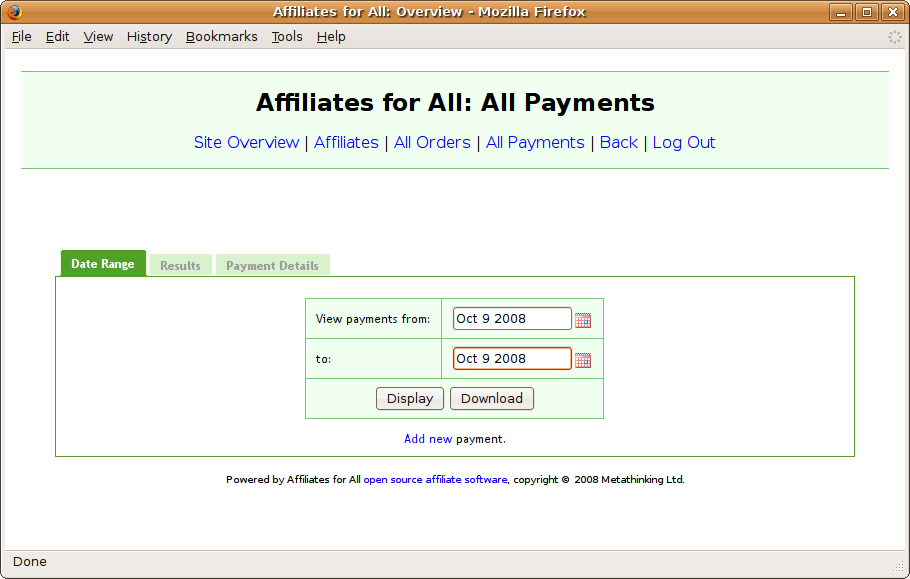 Affiliates for All: Overview - Mozilla Firefox
File Edit View History Bookmarks Tools Help
Affiliates for All: All Payments
Site Overview | Affiliates | All Orders | All Payments | Back | Log Out
Date Range Results Payment Details
View payments from: Oct 9 2008
to: Oct 9 2008
Display Download
Add new payment.
Powered by Affiliates for All open source affiliate software, copyright © 2008 Metathinking Ltd.
Done